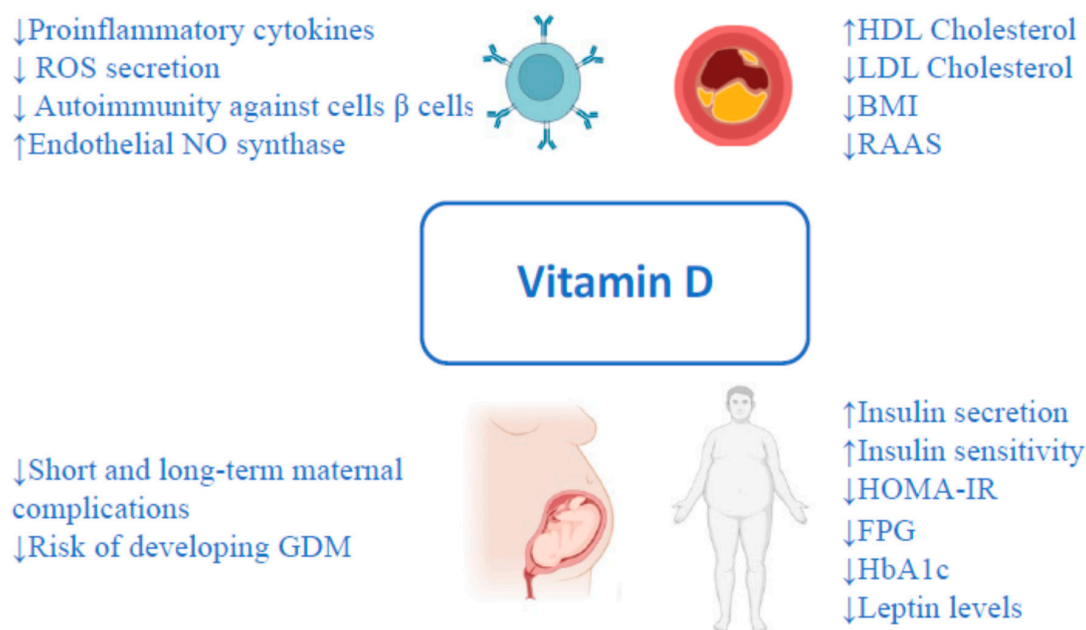 ↓Proinflammatory cytokines
↓ ROS secretion
↓ Autoimmunity against cells β cells
↑Endothelial NO synthase
↑HDL Cholesterol
↓LDL Cholesterol
↓BMI
↓RAAS
Vitamin D
↓Short and long-term maternal
complications
↓Risk of developing GDM
↑Insulin secretion
↑Insulin sensitivity
↓HOMA-IR
↓FPG
↓HbA1c
↓Leptin levels